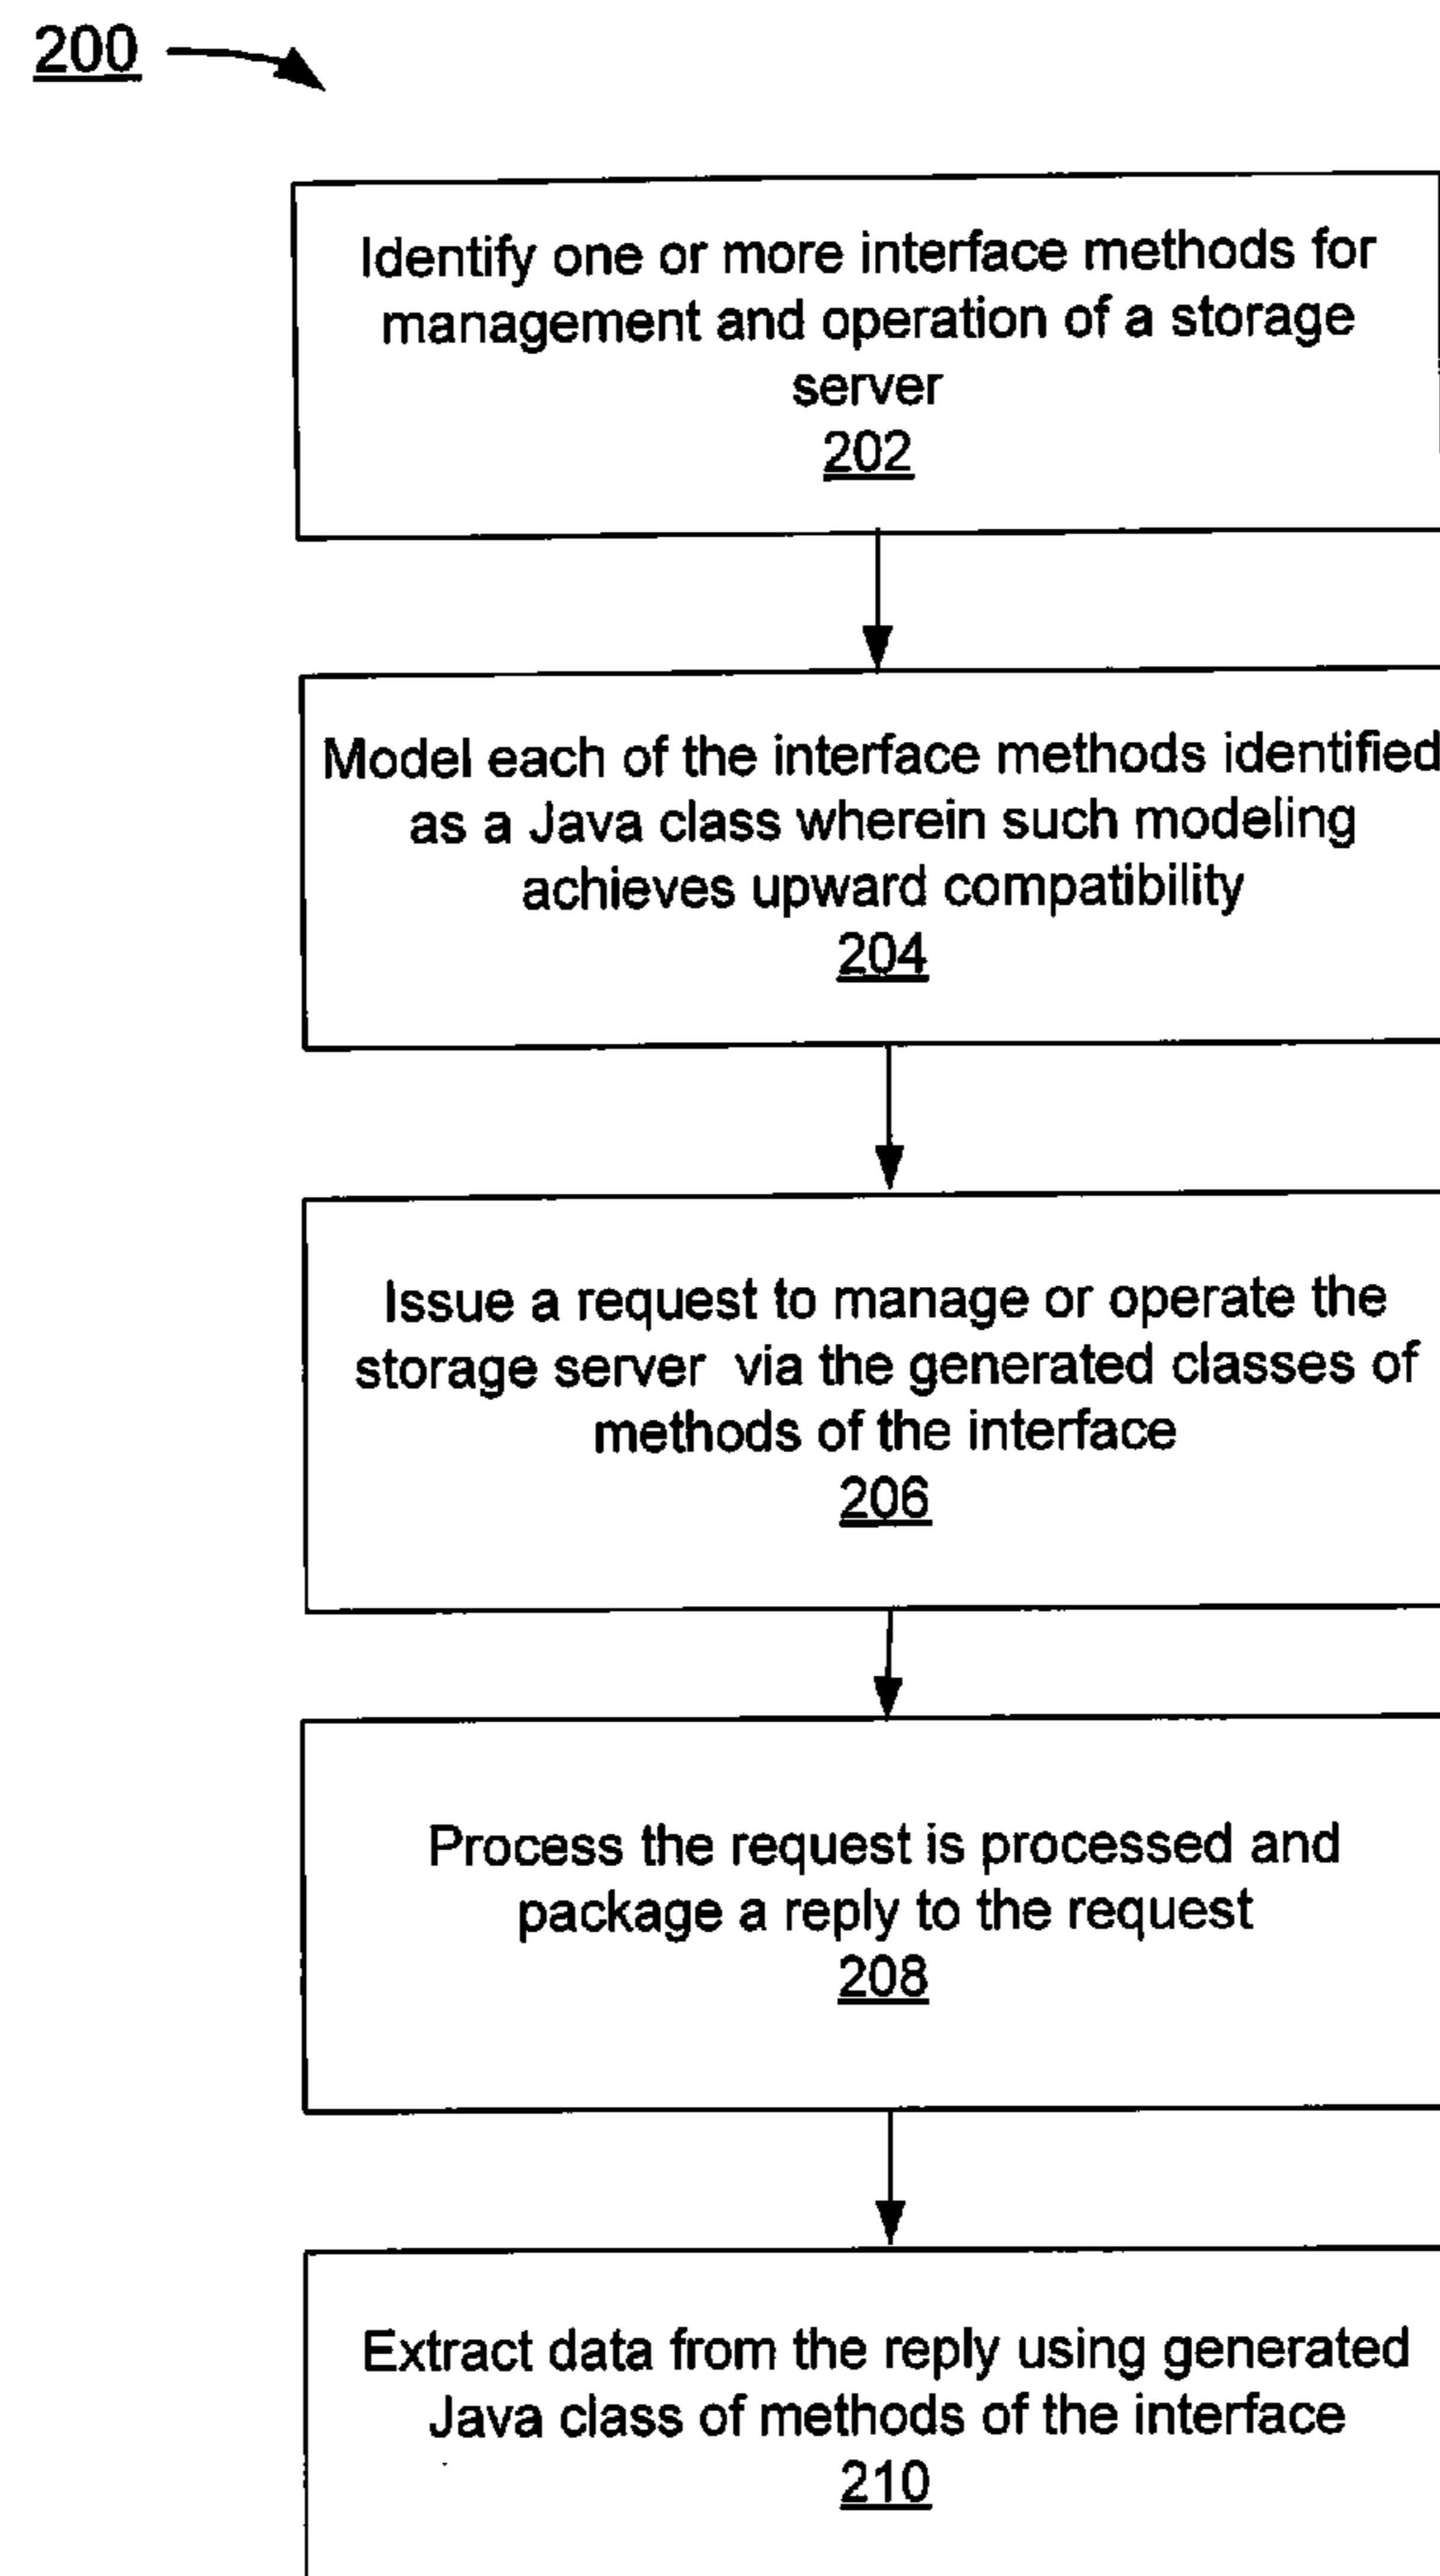 200
Identify one or more interface methods for
management and operation of a storage
server
202
Model each of the interface methods identified
as a Java class wherein such modeling
achieves upward compatibility
204
Issue a request to manage or operate the
storage server via the generated classes of
methods of the interface
206
Process the request is processed and
package a reply to the request
208
Extract data from the reply using generated
Java class of methods of the interface
210